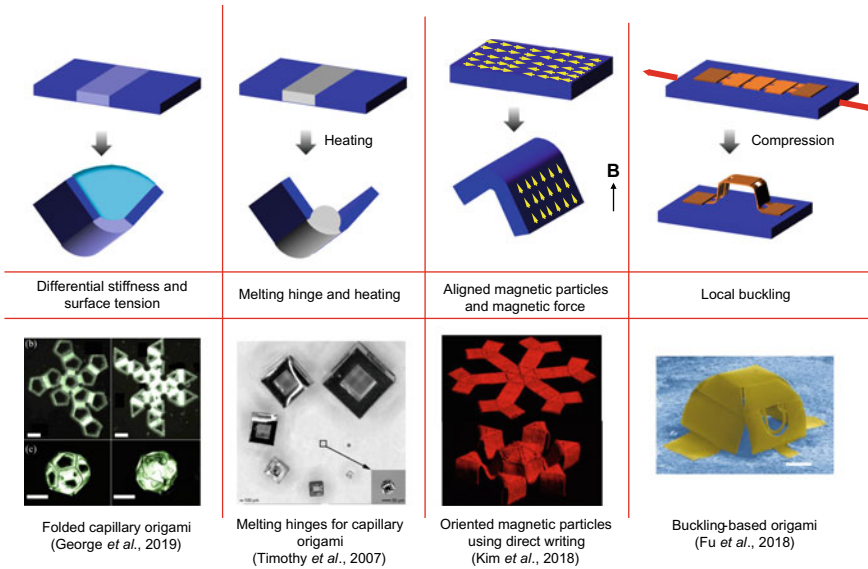 Heating
B
Compression
Differential stiffness and
surface tension
Melting hinge and heating
Aligned magnetic particles
and magnetic force
Local buckling
(b)
(c)
Folded capillary origami
(George et al., 2019)
Melting hinges for capillary
origami
(Timothy et al., 2007)
Oriented magnetic particles
using direct writing
(Kim et al., 2018)
Buckling-based origami
(Fu et al., 2018)